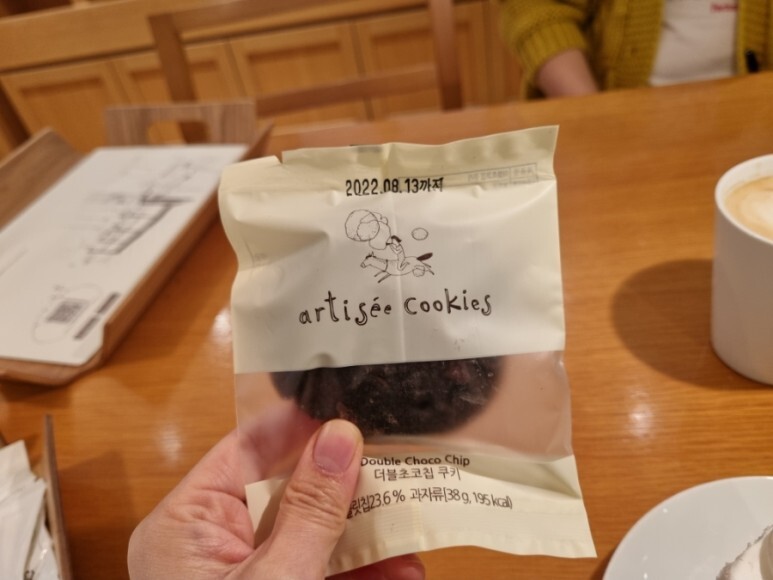 2022.08.13까지
artisée cookies
Double Choco Chip
더블초코칩 쿠키
릿칩23.6% 과자류(38g, 195kcal)